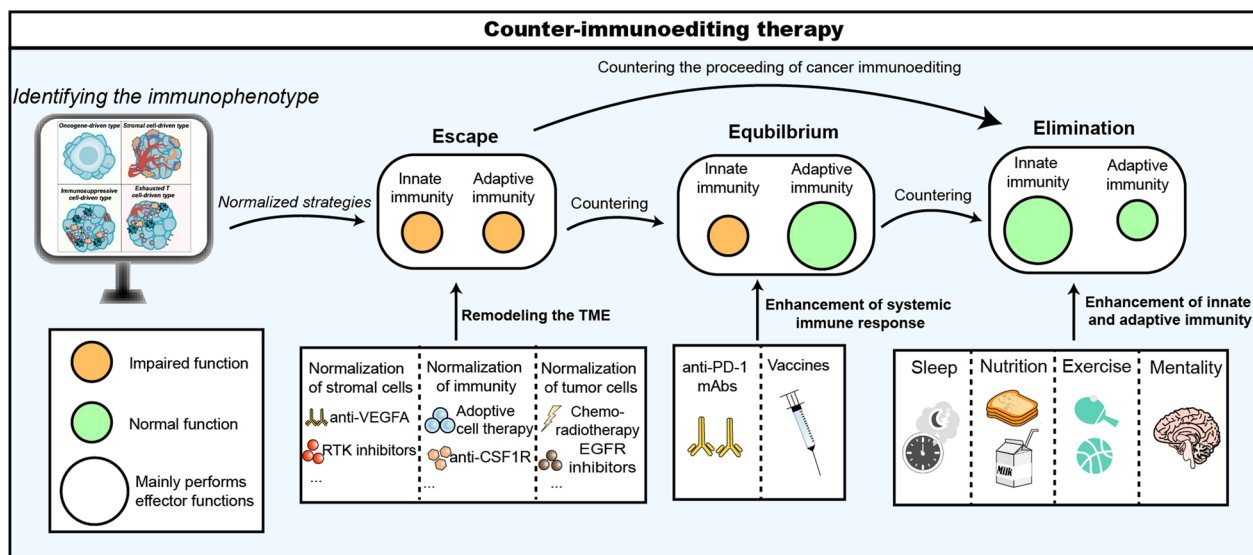 Counter-immunoediting therapy
Countering the proceeding of cancer immunoediting
Identifying the immunophenotype
Oncogene-driven type
Stromal cell-driven type
Immunosuppressive
cell-driven type
Exhausted T
cell-driven type
Normalized strategies
Escape
Innate
immunity
Adaptive
immunity
Countering
Equbilbrium
Innate
immunity
Adaptive
immunity
Countering
Elimination
Innate
immunity
Adaptive
immunity
Remodeling the TME
Enhancement of systemic
immune response
Enhancement of innate
and adaptive immunity
Impaired function
Normal function
Mainly performs
effector functions
Normalization
of stromal cells
anti-VEGFA
RTK inhibitors
...
Normalization
of immunity
Adoptive
cell therapy
anti-CSF1R
...
Normalization
of tumor cells
Chemo-
radiotherapy
EGFR
inhibitors
...
anti-PD-1
mAbs
Vaccines
Sleep
Nutrition
Milk
Exercise
Mentality